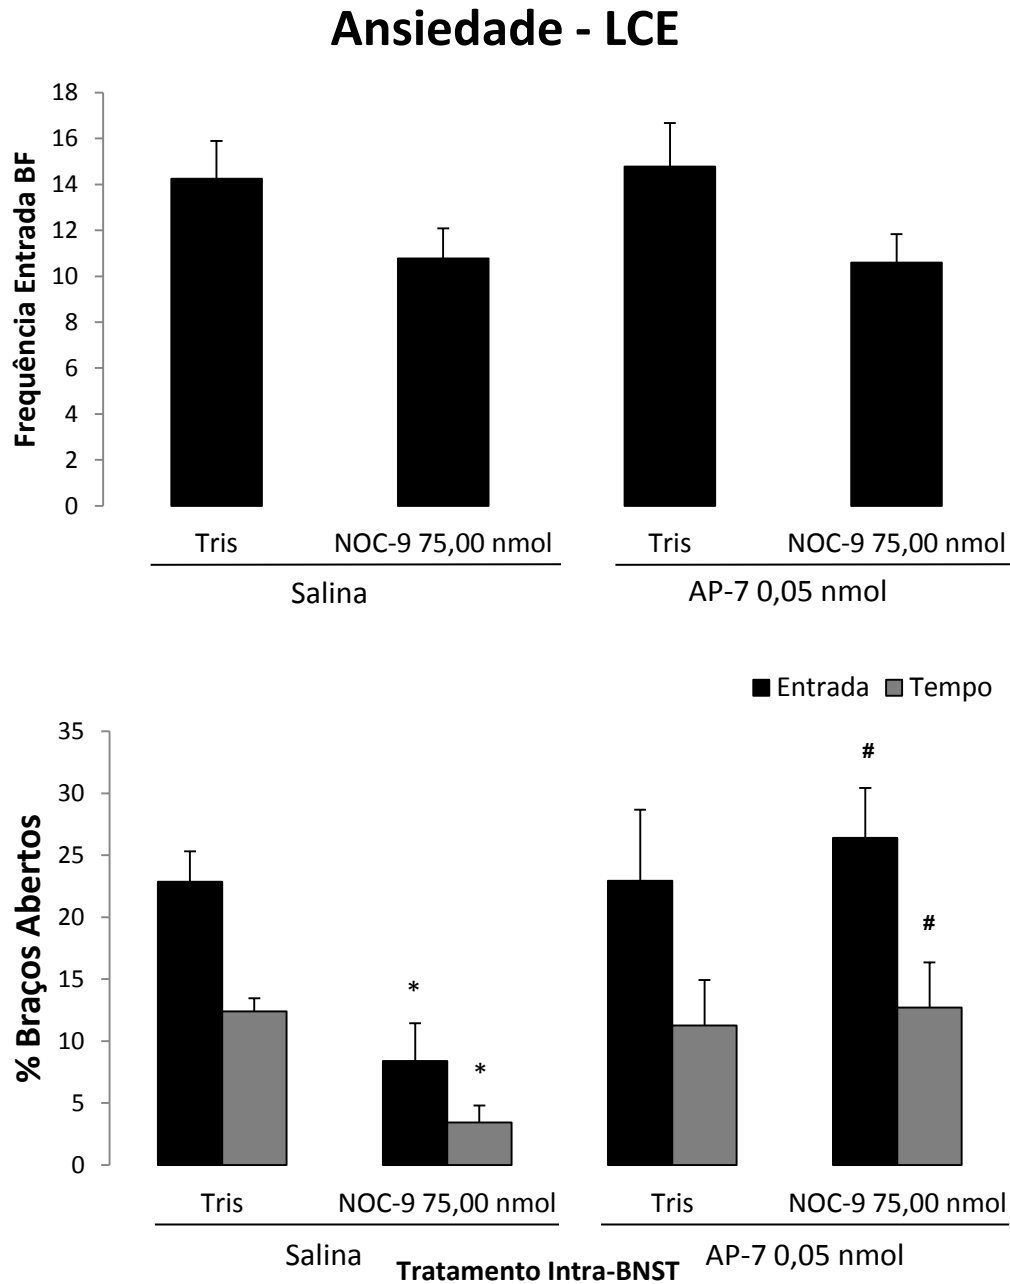 Ansiedade - LCE
Frequência Entrada BF
18
16
14
12
10
8
6
4
2
0
Tris NOC-9 75,00 nmol Tris NOC-9 75,00 nmol
Salina AP-7 0,05 nmol
Entrada Tempo
% Braços Abertos
35
30
25
20
15
10
5
0
* * # #
Tris NOC-9 75,00 nmol Tris NOC-9 75,00 nmol
Salina AP-7 0,05 nmol
Tratamento Intra-BNST